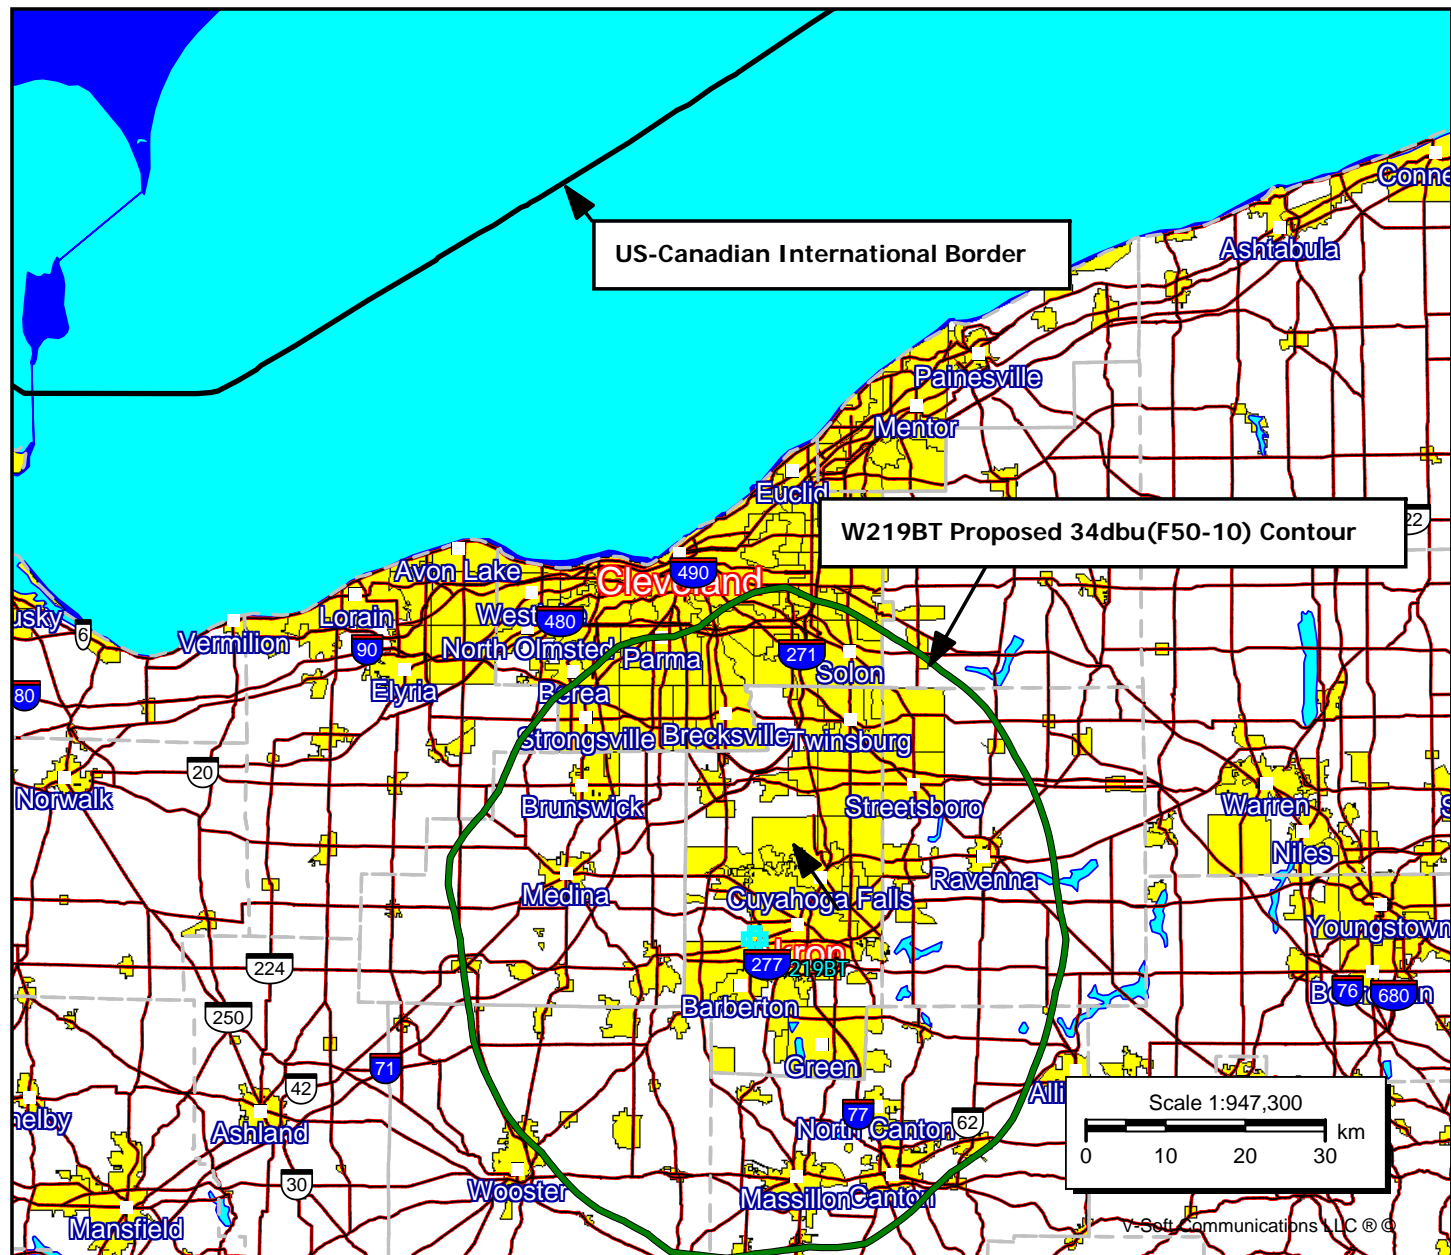 Conne
Ashtabula
US-Canadian International Border
Painesville
Mentor
Euclid
W219BT Proposed 34dbu(F50-10) Contour
22
Avon Lake
Cleveland
490
usky
6
Vermilion
Lorain
90
West
480
North Olmsted
Parma
271
Solon
80
Elyria
Berea
Strongsville
Brecksville
Twinsburg
20
Norwalk
Brunswick
Streetsboro
Warren
Niles
Medina
Cuyahoga Falls
Ravenna
Youngstown
224
kron
277
219BT
Barberton
76
680
250
Green
71
42
Alli
77
North Canton
62
Scale 1:947,300
km
0 10 20 30
elby
Ashland
30
Wooster
Massillon
Canton
Mansfield
V-Soft Communications LLC ® ©